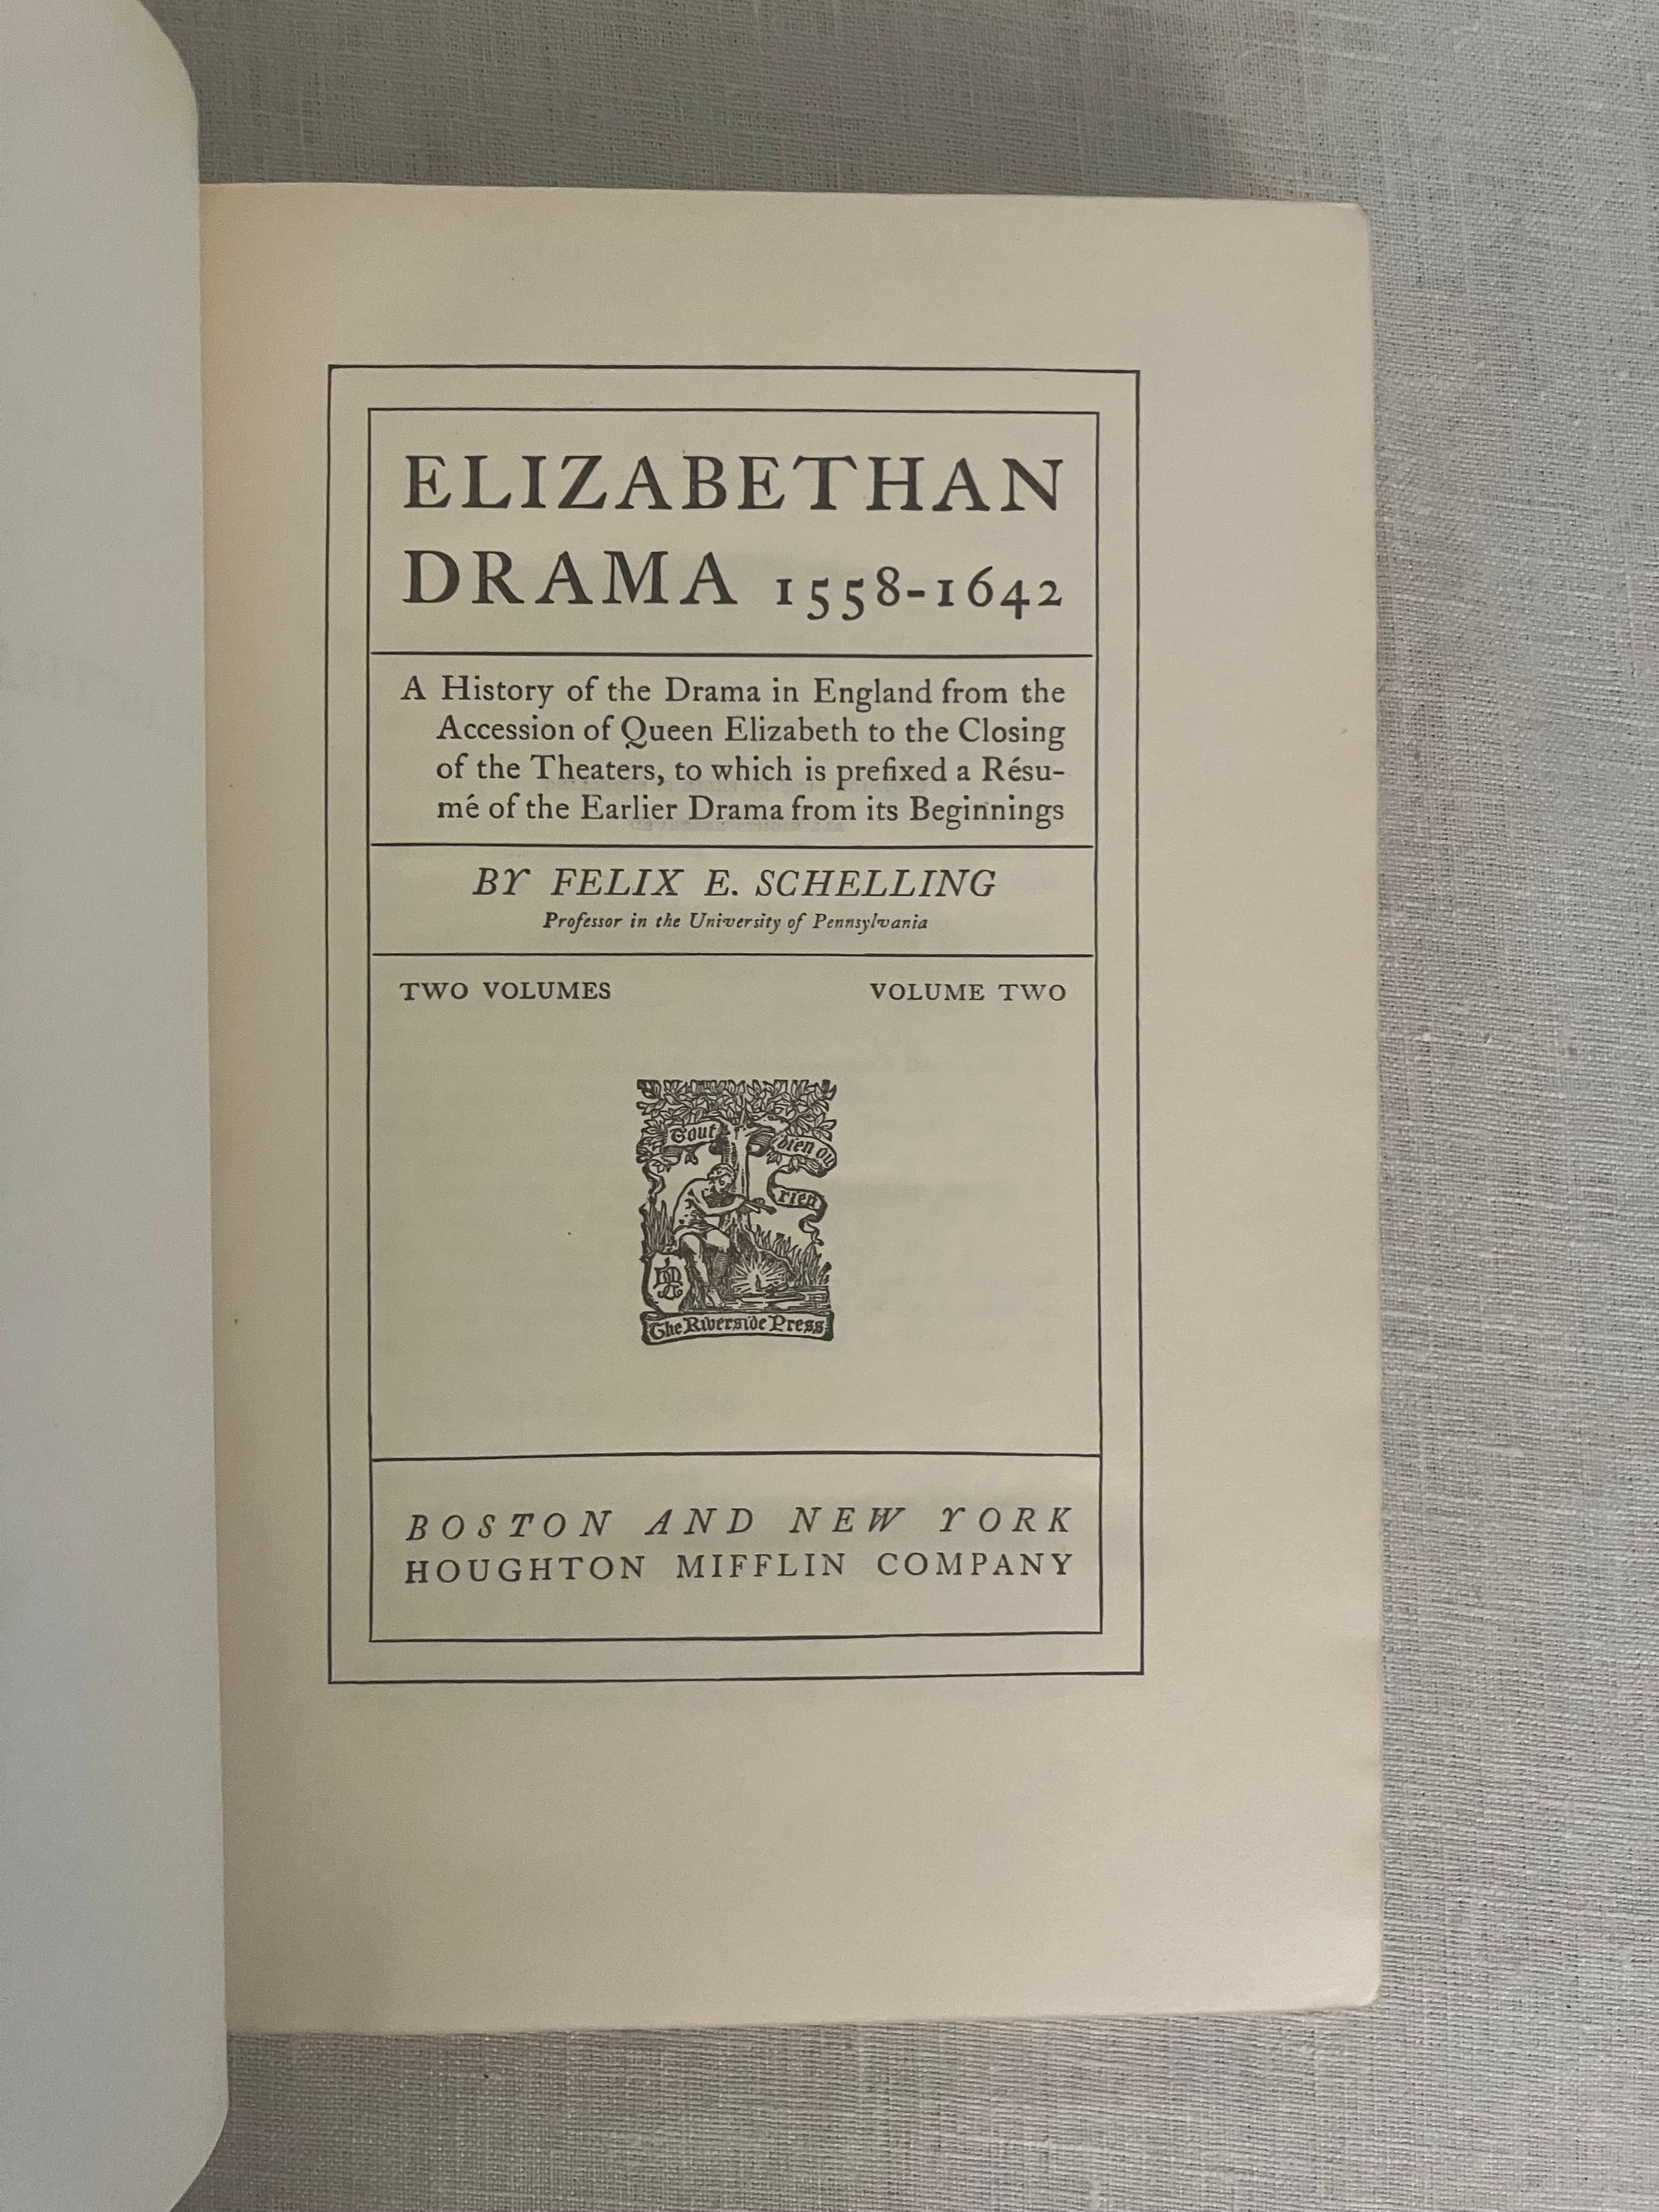 ELIZABETHAN
DRAMA 1558-1642
A History of the Drama in England from the
Accession of Queen Elizabeth to the Closing
of the Theaters, to which is prefixed a Résu-
mé of the Earlier Drama from its Beginnings
BY FELIX E. SCHELLING
Professor in the University of Pennsylvania
TWO VOLUMES VOLUME TWO
Tout bien ou
rien
The Riverside Press
BOSTON AND NEW YORK
HOUGHTON MIFFLIN COMPANY